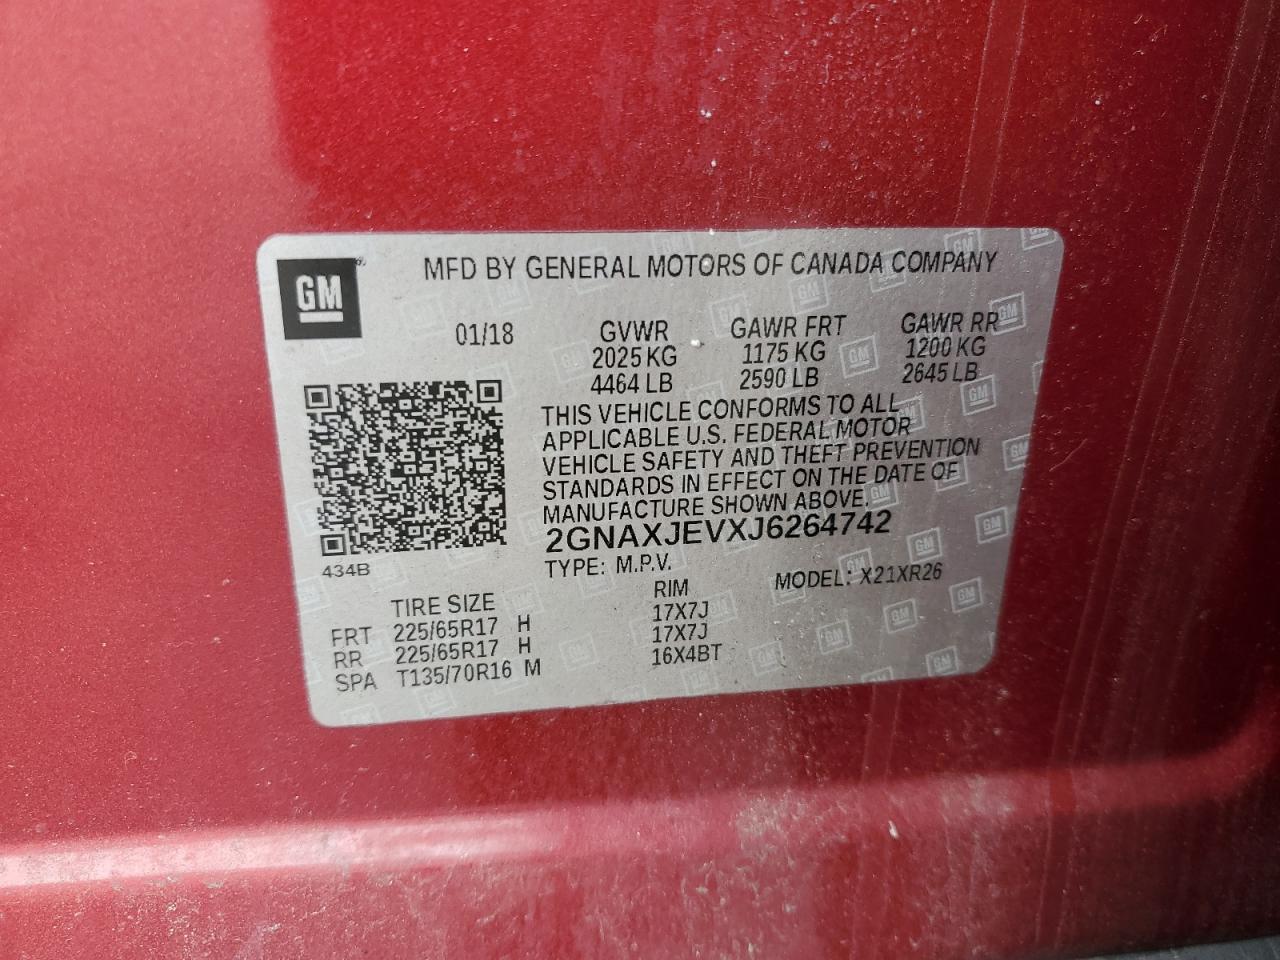 GM
MFD BY GENERAL MOTORS OF CANADA COMPANY
01/18 GVWR GAWR FRT GAWR RR
2025 KG 1175 KG 1200 KG
4464 LB 2590 LB 2645 LB
THIS VEHICLE CONFORMS TO ALL
APPLICABLE U.S. FEDERAL MOTOR
VEHICLE SAFETY AND THEFT PREVENTION
STANDARDS IN EFFECT ON THE DATE OF
MANUFACTURE SHOWN ABOVE.
2GNAXJEVXJ6264742
434B
TYPE: M.P.V. MODEL: X21XR26
TIRE SIZE RIM
FRT 225/65R17 H 17X7J
RR 225/65R17 H 17X7J
SPA T135/70R16 M 16X4BT